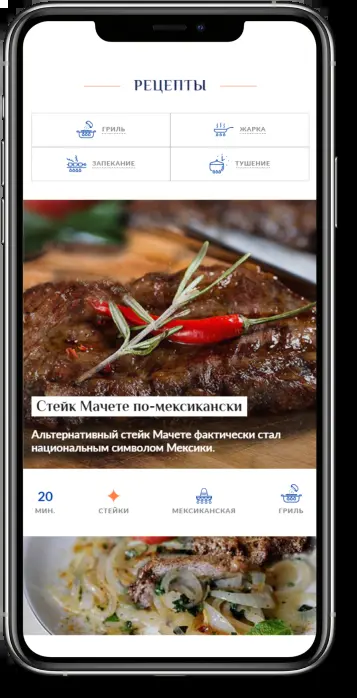 РЕЦЕПТЫ
ГРИЛЬ
ЖАРКА
ЗАПЕКАНИЕ
ТУШЕНИЕ
Стейк Мачете по-мексикански
Альтернативный стейк Мачете фактически стал
национальным символом Мексики.
20
МИН.
СТЕЙКИ
МЕКСИКАНСКАЯ
ГРИЛЬ